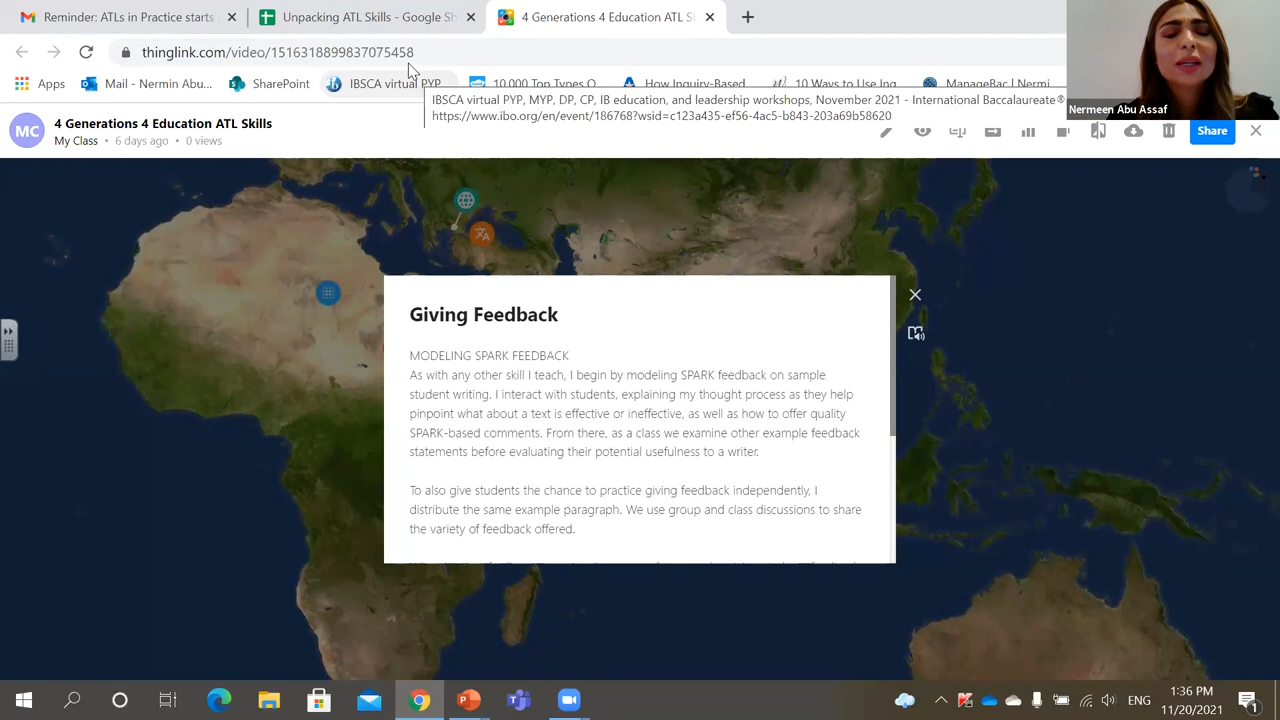 Reminder: ATLs in Practice starts
Unpacking ATL Skills - Google Sh
4 Generations 4 Education ATL S
thinglink.com/video/1516318899837075458
Apps
Mail - Nermin Abu...
SharePoint
IBSCA virtual PYP,
10,000 Top Types O
How Inquiry-Based
10 Ways to Use Inq
ManageBac | Nermi
IBSCA virtual PYP, MYP, DP, CP, IB education, and leadership workshops, November 2021 - International Baccalaureate®
https://www.ibo.org/en/event/186768?wsid=c123a435-ef56-4ac5-b843-203a69b58620
Nermeen Abu Assaf
MC
4 Generations 4 Education ATL Skills
My Class • 6 days ago • 0 views
Share
Giving Feedback
MODELING SPARK FEEDBACK
As with any other skill I teach, I begin by modeling SPARK feedback on sample
student writing. I interact with students, explaining my thought process as they help
pinpoint what about a text is effective or ineffective, as well as how to offer quality
SPARK-based comments. From there, as a class we examine other example feedback
statements before evaluating their potential usefulness to a writer.
To also give students the chance to practice giving feedback independently, I
distribute the same example paragraph. We use group and class discussions to share
the variety of feedback offered.
ENG
1:36 PM
11/20/2021
1